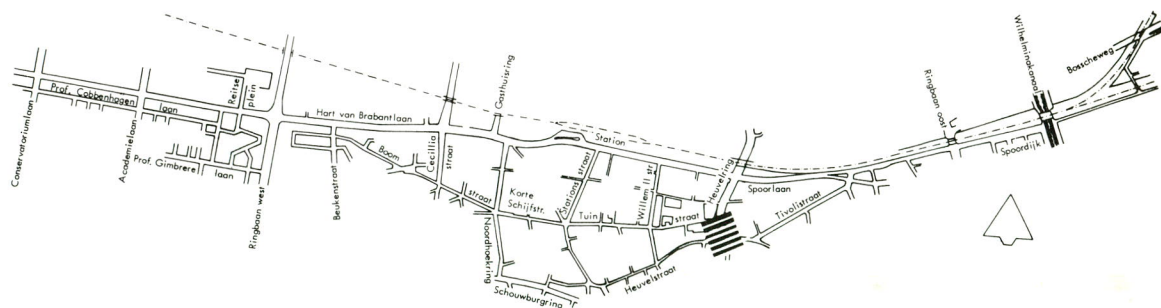 Conservatoriumlaan
Prof. Cobbenhagen laan
Academielaan
Reitse plein
Prof. Gimbrere laan
Ringbaan west
Hart van Brabantlaan
Beukenstraat
Boom straat
Cecillia straat
Gasthuisring
Korte Schijfstr.
Noordhoekring
Schouwburgring
Station
Stations straat
Tuin straat
Willem II str
Heuvelring
Heuvelstraat
Spoorlaan
Tivolistraat
Ringbaan oost
Wilhelminakanaal
Spoordijk
Bosscheweg